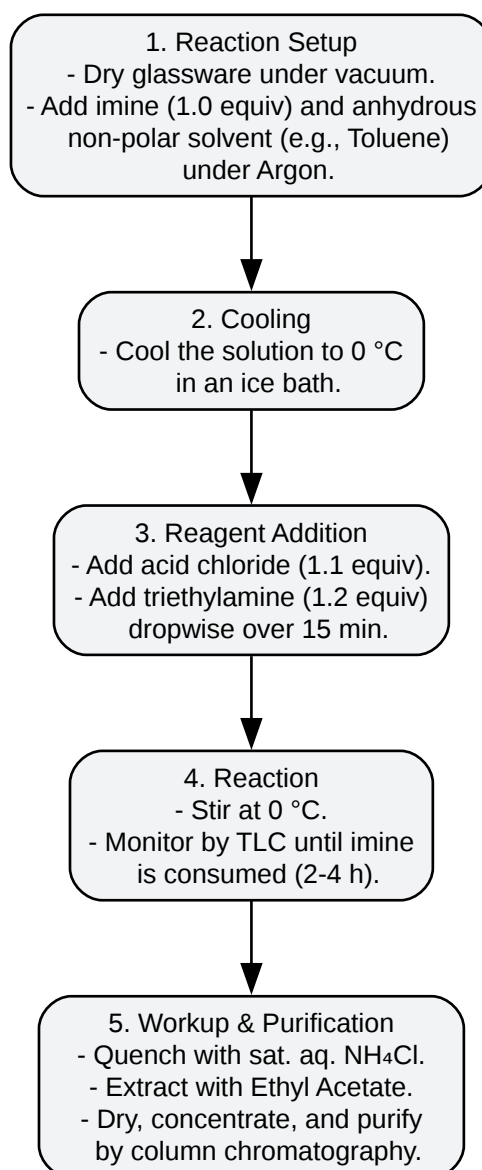 1. Reaction Setup
- Dry glassware under vacuum.
- Add imine (1.0 equiv) and anhydrous
non-polar solvent (e.g., Toluene)
under Argon.
2. Cooling
- Cool the solution to 0 °C
in an ice bath.
3. Reagent Addition
- Add acid chloride (1.1 equiv).
- Add triethylamine (1.2 equiv)
dropwise over 15 min.
4. Reaction
- Stir at 0 °C.
- Monitor by TLC until imine
is consumed (2-4 h).
5. Workup & Purification
- Quench with sat. aq. NH₄Cl.
- Extract with Ethyl Acetate.
- Dry, concentrate, and purify
by column chromatography.